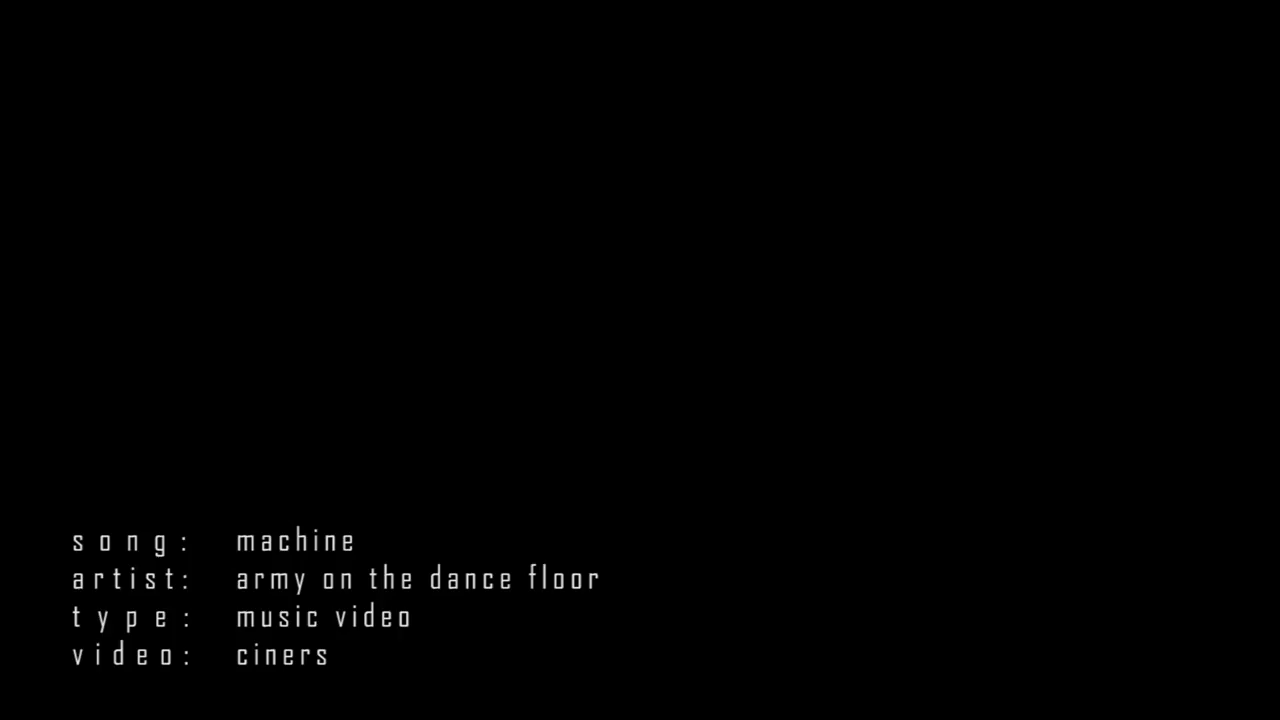 song: machine
artist: army on the dance floor
type: music video
video: ciners